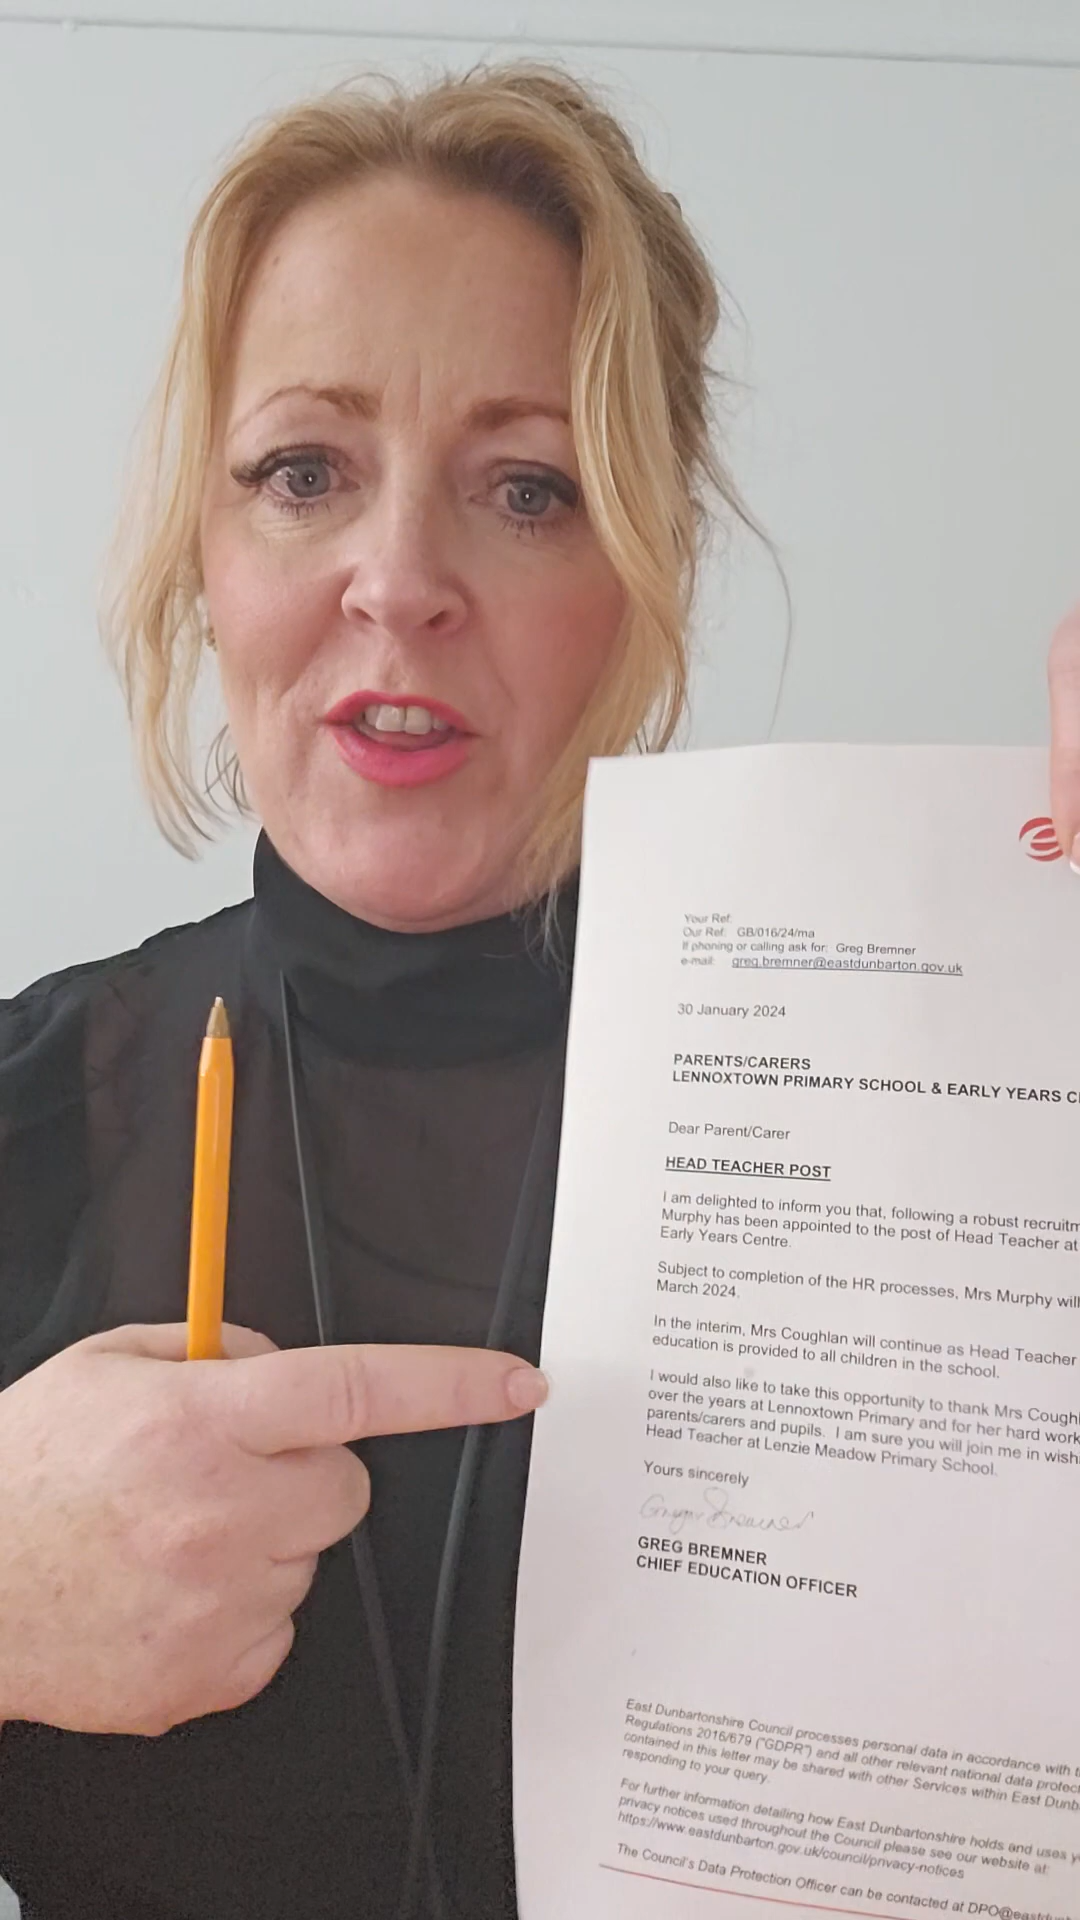 Your Ref:
Our Ref: GB/016/24/ma
If phoning or calling ask for: Greg Bremner
e-mail: greg.bremner@eastdunbarton.gov.uk
30 January 2024
PARENTS/CARERS
LENNOXTOWN PRIMARY SCHOOL & EARLY YEARS
Dear Parent/Carer
HEAD TEACHER POST
I am delighted to inform you that, following a robust
Murphy has been appointed to the post of Head Teacher at
Early Years Centre.
Subject to completion of the HR processes, Mrs Murphy will
March 2024.
In the interim, Mrs Coughlan will continue as Head Teacher
education is provided to all children in the school.
I would also like to take this opportunity to thank Mrs
over the years at Lennoxtown Primary and for her hard work
parents/carers and pupils. I am sure you will join me in
Head Teacher at Lenzie Meadow Primary School.
Yours sincerely
GREG BREMNER
CHIEF EDUCATION OFFICER
East Dunbartonshire Council processes personal data in accordance with
Regulations 2016/679 ("GDPR") and all other relevant national data
contained in this letter may be shared with other Services within East
responding to your query.
For further information detailing how East Dunbartonshire holds and uses
privacy notices used throughout the Council please see our website at:
https://www.eastdunbarton.gov.uk/council/privacy-notices
The Council's Data Protection Officer can be contacted at